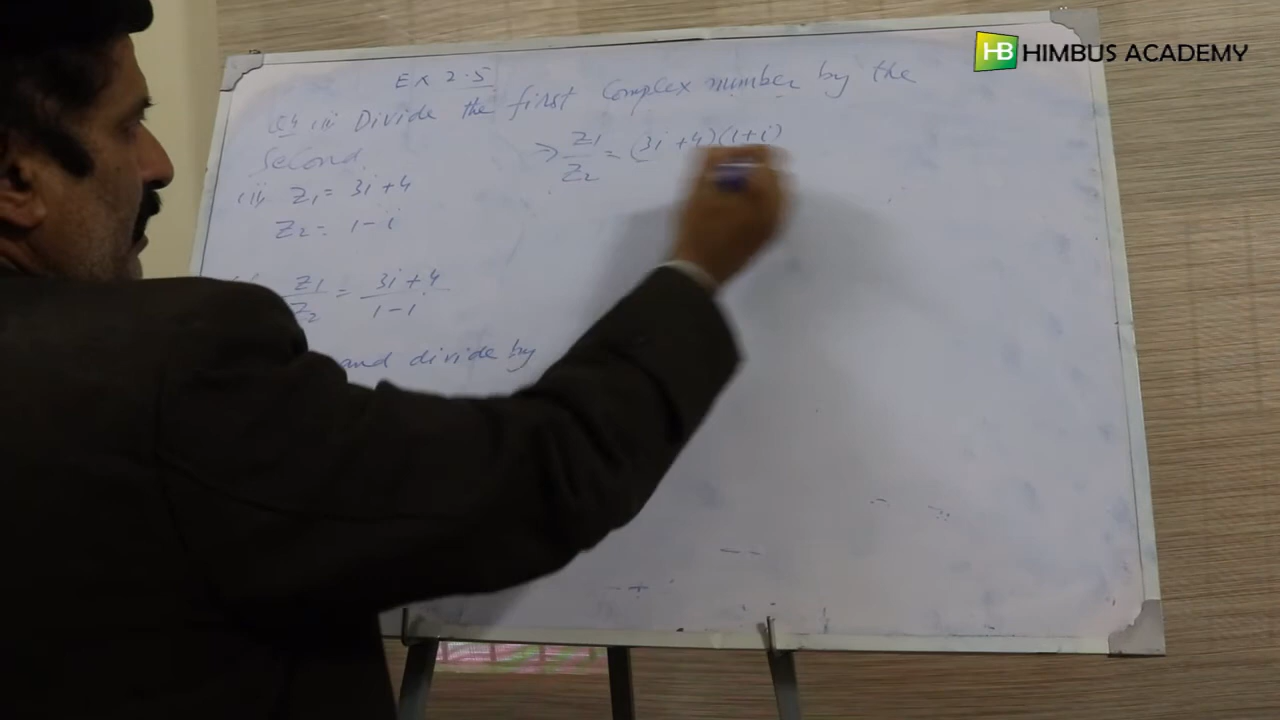 HB HIMBUS ACADEMY
Ex 2.5
Q4 (ii) Divide the first Complex number by the
Second
(ii) Z1 = 3i + 4
Z2 = 1 - i
Z1/Z2 = 3i + 4/1 - i
and divide by
⇒ Z1/Z2 = (3i + 4)(1 + i)